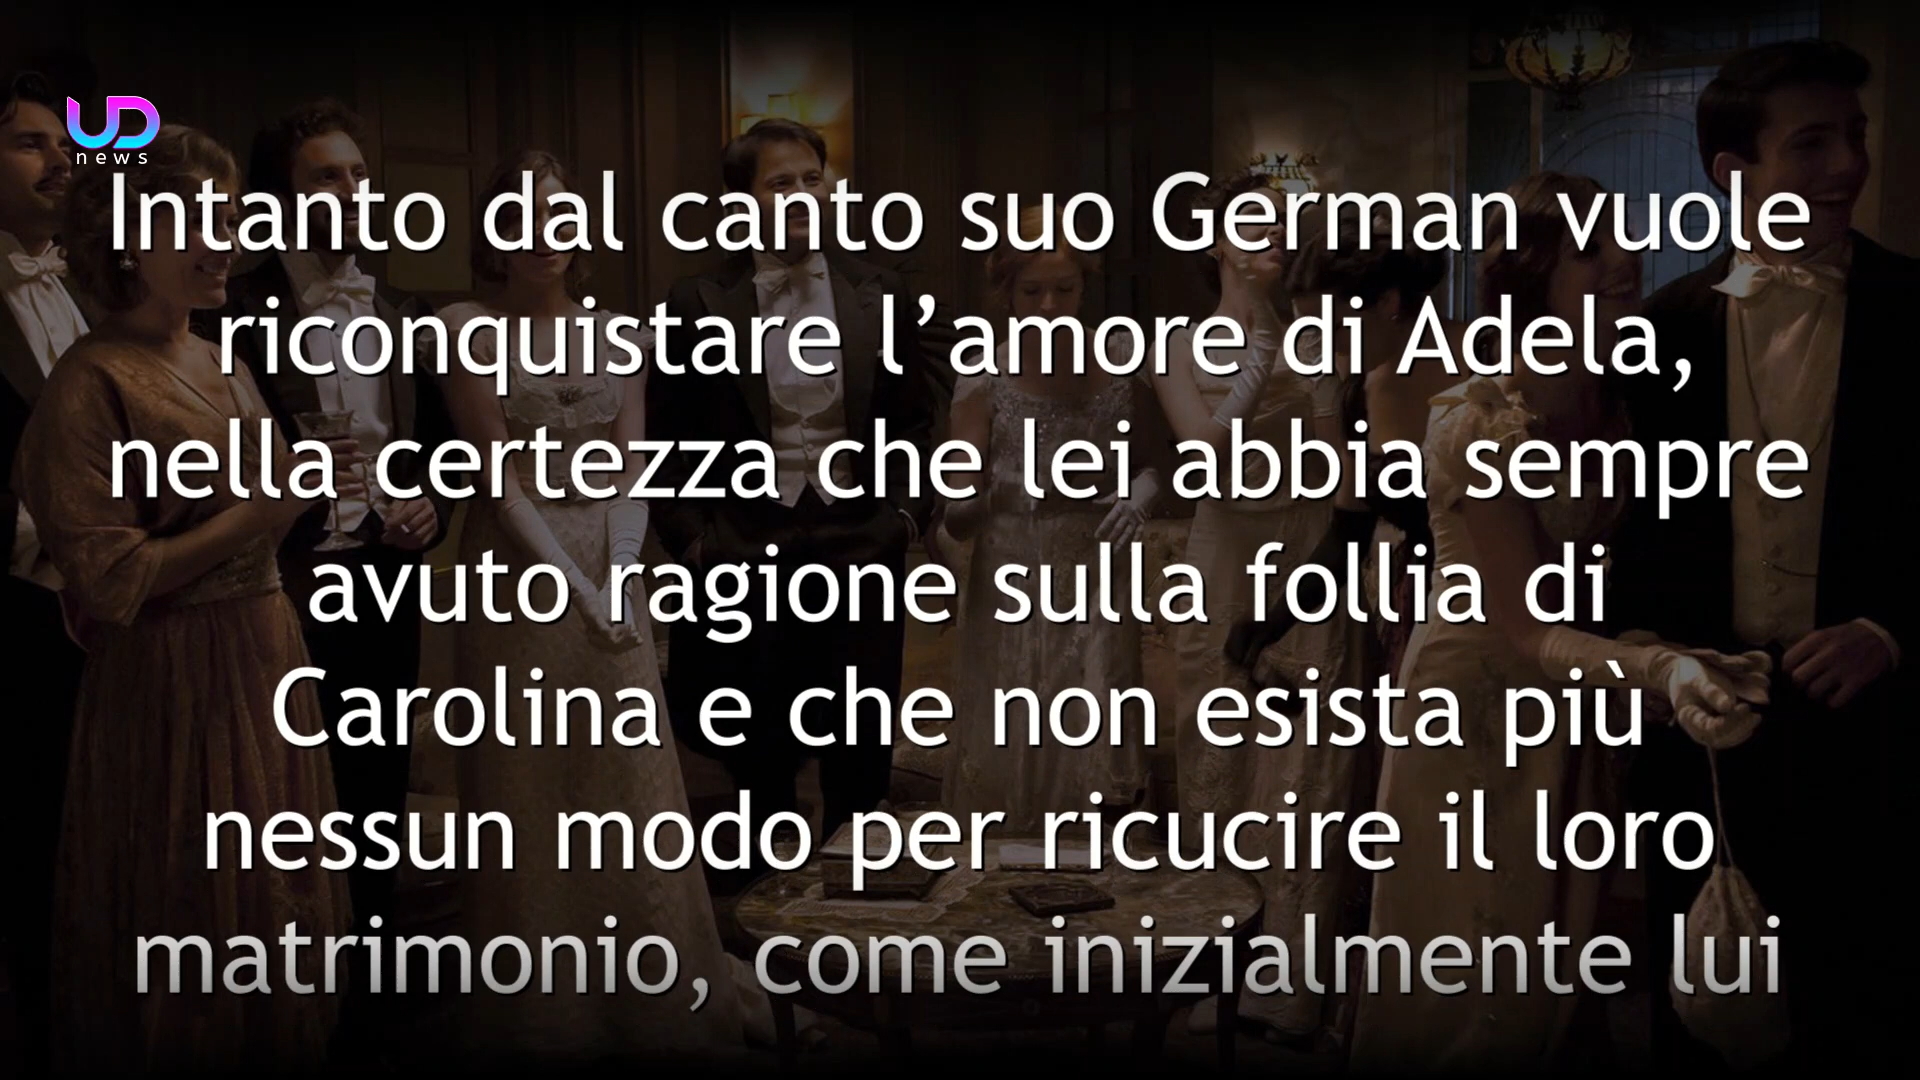 UD
news
Intanto dal canto suo German vuole
riconquistare l’amore di Adela,
nella certezza che lei abbia sempre
avuto ragione sulla follia di
Carolina e che non esista più
nessun modo per ricucire il loro
matrimonio, come inizialmente lui